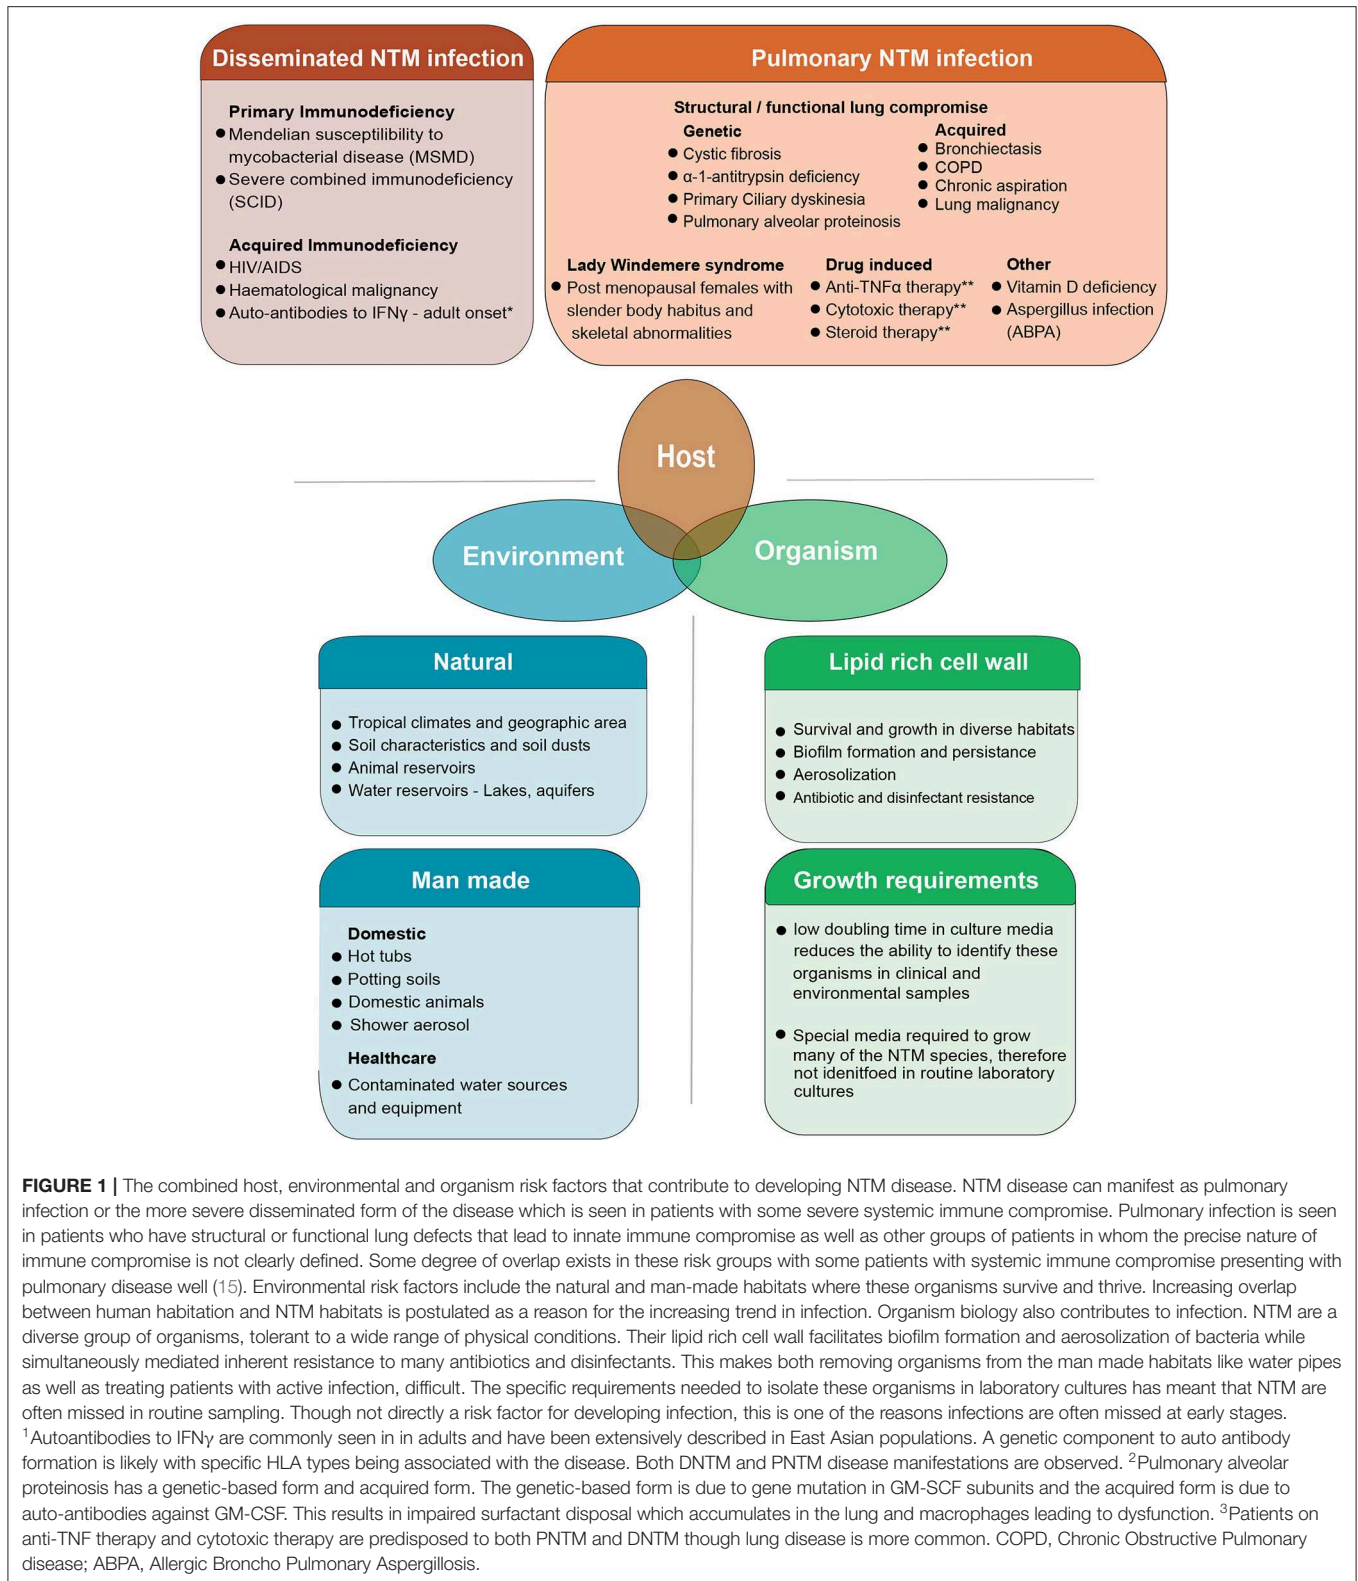 Disseminated NTM infection
Primary Immunodeficiency
● Mendelian susceptilibility to
mycobacterial disease (MSMD)
● Severe combined immunodeficiency
(SCID)
Acquired Immunodeficiency
● HIV/AIDS
● Haematological malignancy
● Auto-antibodies to IFNγ - adult onset*
Pulmonary NTM infection
Structural / functional lung compromise
Genetic
● Cystic fibrosis
● α-1-antitrypsin deficiency
● Primary Ciliary dyskinesia
● Pulmonary alveolar proteinosis
Acquired
● Bronchiectasis
● COPD
● Chronic aspiration
● Lung malignancy
Lady Windemere syndrome
● Post menopausal females with
slender body habitus and
skeletal abnormalities
Drug induced
● Anti-TNFα therapy**
● Cytotoxic therapy**
● Steroid therapy**
Other
● Vitamin D deficiency
● Aspergillus infection
(ABPA)
Host
Environment
Organism
Natural
● Tropical climates and geographic area
● Soil characteristics and soil dusts
● Animal reservoirs
● Water reservoirs - Lakes, aquifers
Lipid rich cell wall
● Survival and growth in diverse habitats
● Biofilm formation and persistance
● Aerosolization
● Antibiotic and disinfectant resistance
Man made
Domestic
● Hot tubs
● Potting soils
● Domestic animals
● Shower aerosol
Healthcare
● Contaminated water sources
and equipment
Growth requirements
● low doubling time in culture media
reduces the ability to identify these
organisms in clinical and
environmental samples
● Special media required to grow
many of the NTM species, therefore
not idenitfoed in routine laboratory
cultures
FIGURE 1 | The combined host, environmental and organism risk factors that contribute to developing NTM disease. NTM disease can manifest as pulmonary
infection or the more severe disseminated form of the disease which is seen in patients with some severe systemic immune compromise. Pulmonary infection is seen
in patients who have structural or functional lung defects that lead to innate immune compromise as well as other groups of patients in whom the precise nature of
immune compromise is not clearly defined. Some degree of overlap exists in these risk groups with some patients with systemic immune compromise presenting with
pulmonary disease well (15). Environmental risk factors include the natural and man-made habitats where these organisms survive and thrive. Increasing overlap
between human habitation and NTM habitats is postulated as a reason for the increasing trend in infection. Organism biology also contributes to infection. NTM are a
diverse group of organisms, tolerant to a wide range of physical conditions. Their lipid rich cell wall facilitates biofilm formation and aerosolization of bacteria while
simultaneously mediated inherent resistance to many antibiotics and disinfectants. This makes both removing organisms from the man made habitats like water pipes
as well as treating patients with active infection, difficult. The specific requirements needed to isolate these organisms in laboratory cultures has meant that NTM are
often missed in routine sampling. Though not directly a risk factor for developing infection, this is one of the reasons infections are often missed at early stages.
¹Autoantibodies to IFNγ are commonly seen in in adults and have been extensively described in East Asian populations. A genetic component to auto antibody
formation is likely with specific HLA types being associated with the disease. Both DNTM and PNTM disease manifestations are observed. ²Pulmonary alveolar
proteinosis has a genetic-based form and acquired form. The genetic-based form is due to gene mutation in GM-SCF subunits and the acquired form is due to
auto-antibodies against GM-CSF. This results in impaired surfactant disposal which accumulates in the lung and macrophages leading to dysfunction. ³Patients on
anti-TNF therapy and cytotoxic therapy are predisposed to both PNTM and DNTM though lung disease is more common. COPD, Chronic Obstructive Pulmonary
disease; ABPA, Allergic Broncho Pulmonary Aspergillosis.